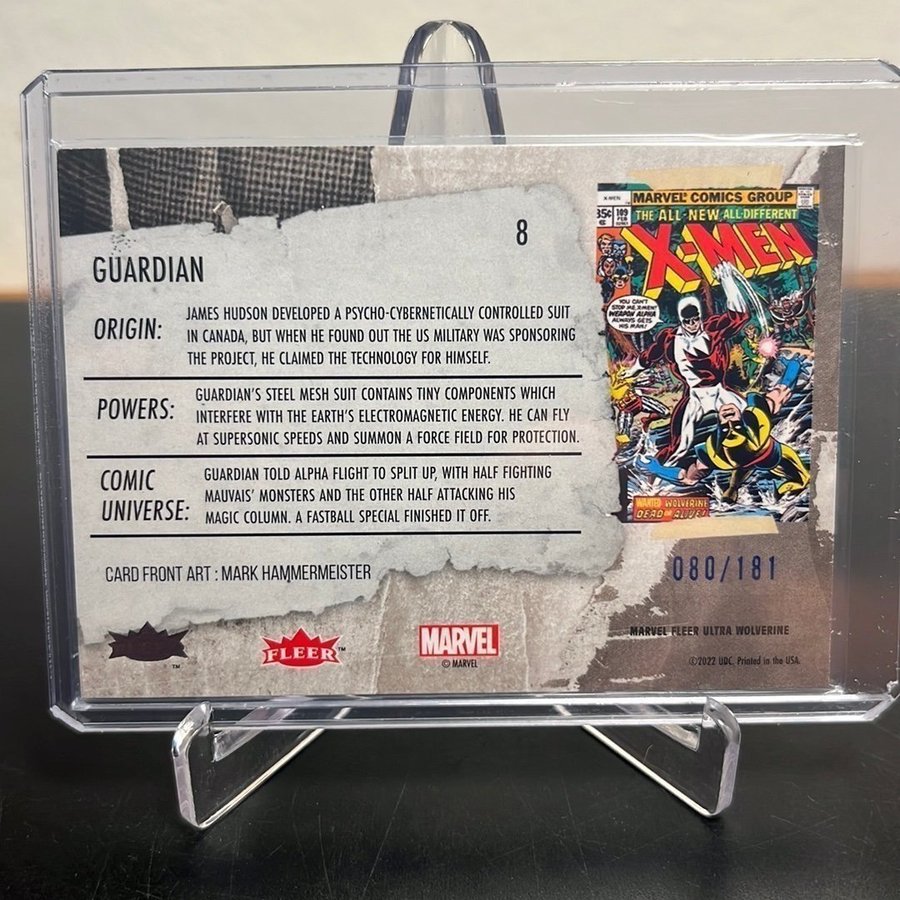 8
GUARDIAN
ORIGIN:
JAMES HUDSON DEVELOPED A PSYCHO-CYBERNETICALLY CONTROLLED SUIT
IN CANADA, BUT WHEN HE FOUND OUT THE US MILITARY WAS SPONSORING
THE PROJECT, HE CLAIMED THE TECHNOLOGY FOR HIMSELF.
POWERS:
GUARDIAN'S STEEL MESH SUIT CONTAINS TINY COMPONENTS WHICH
INTERFERE WITH THE EARTH'S ELECTROMAGNETIC ENERGY. HE CAN FLY
AT SUPERSONIC SPEEDS AND SUMMON A FORCE FIELD FOR PROTECTION.
COMIC
UNIVERSE:
GUARDIAN TOLD ALPHA FLIGHT TO SPLIT UP, WITH HALF FIGHTING
MAUVAIS' MONSTERS AND THE OTHER HALF ATTACKING HIS
MAGIC COLUMN. A FASTBALL SPECIAL FINISHED IT OFF.
CARD FRONT ART : MARK HAMMERMEISTER
TM
FLEER TM
MARVEL
© MARVEL
X-MEN
MARVEL COMICS GROUP
35¢ 109 FEB
THE ALL-NEW ALL-DIFFERENT
X-MEN
YOU CAN'T
STOP ME, X-MEN!
WEAPON ALPHA
ALWAYS GETS
HIS MAN!
WANTED: WOLVERINE
DEAD OR ALIVE!
080/181
MARVEL FLEER ULTRA WOLVERINE
©2022 UDC. Printed in the USA.